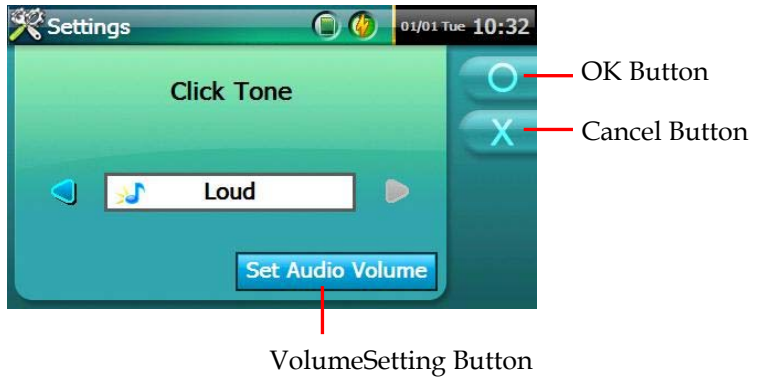 Settings 01/01 Tue 10:32
Click Tone
Loud
Set Audio Volume
O
X
OK Button
Cancel Button
VolumeSetting Button